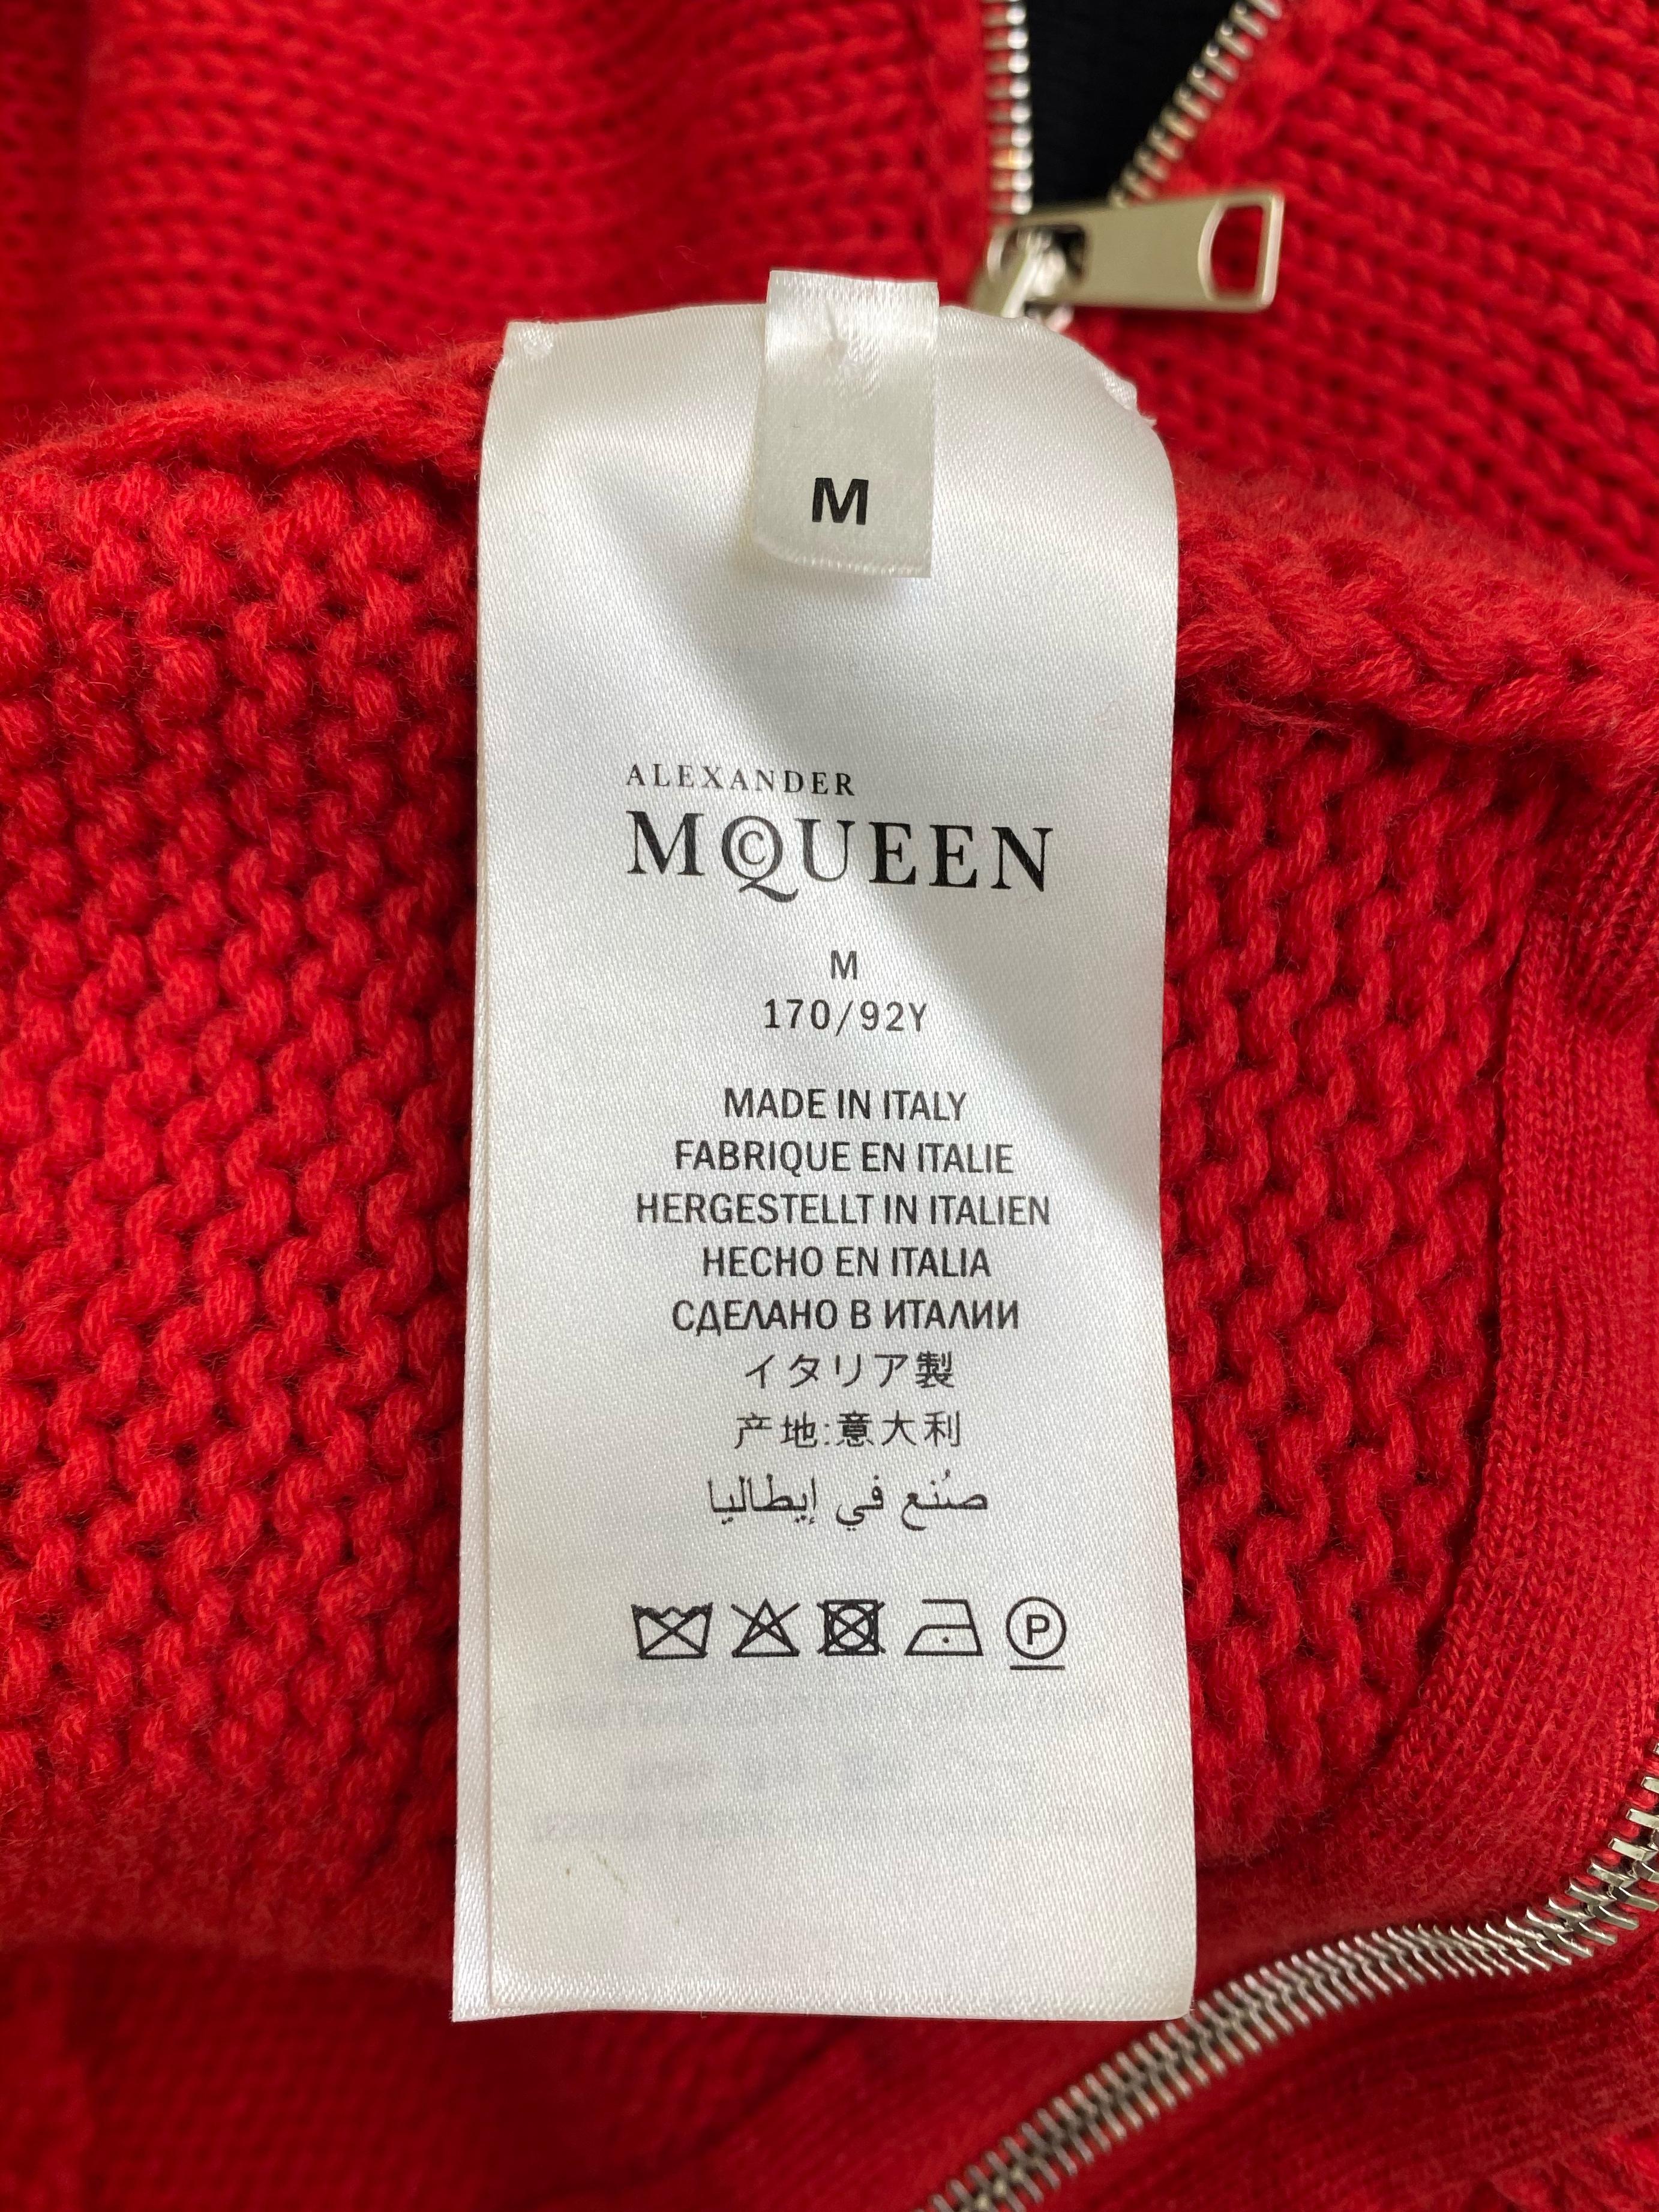 M
ALEXANDER
MCQUEEN
M
170/92Y
MADE IN ITALY
FABRIQUE EN ITALIE
HERGESTELLT IN ITALIEN
HECHO EN ITALIA
СДЕЛАНО В ИТАЛИИ
イタリア製
产地:意大利
صُنع في إيطاليا
P